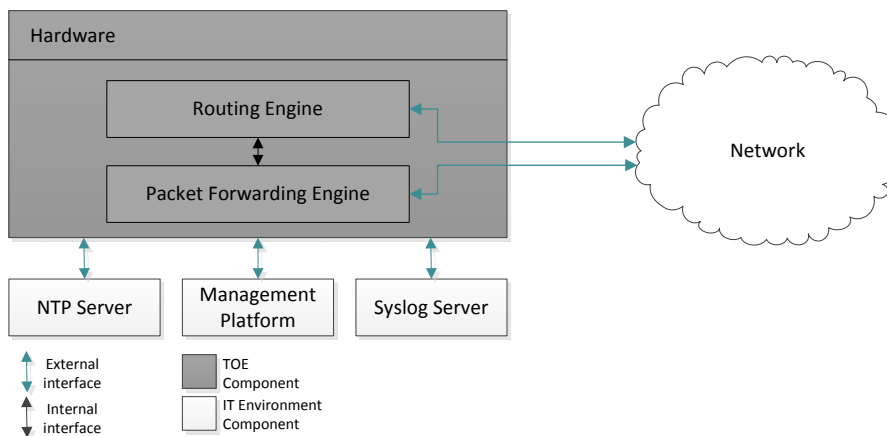 Hardware
Routing Engine
Packet Forwarding Engine
Network
NTP Server
Management
Platform
Syslog Server
External
interface
TOE
Component
Internal
interface
IT Environment
Component